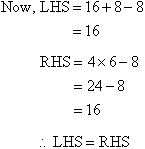 Now, LHS = 16 + 8 − 8
= 16
RHS = 4 × 6 − 8
= 24 − 8
= 16
∴ LHS = RHS